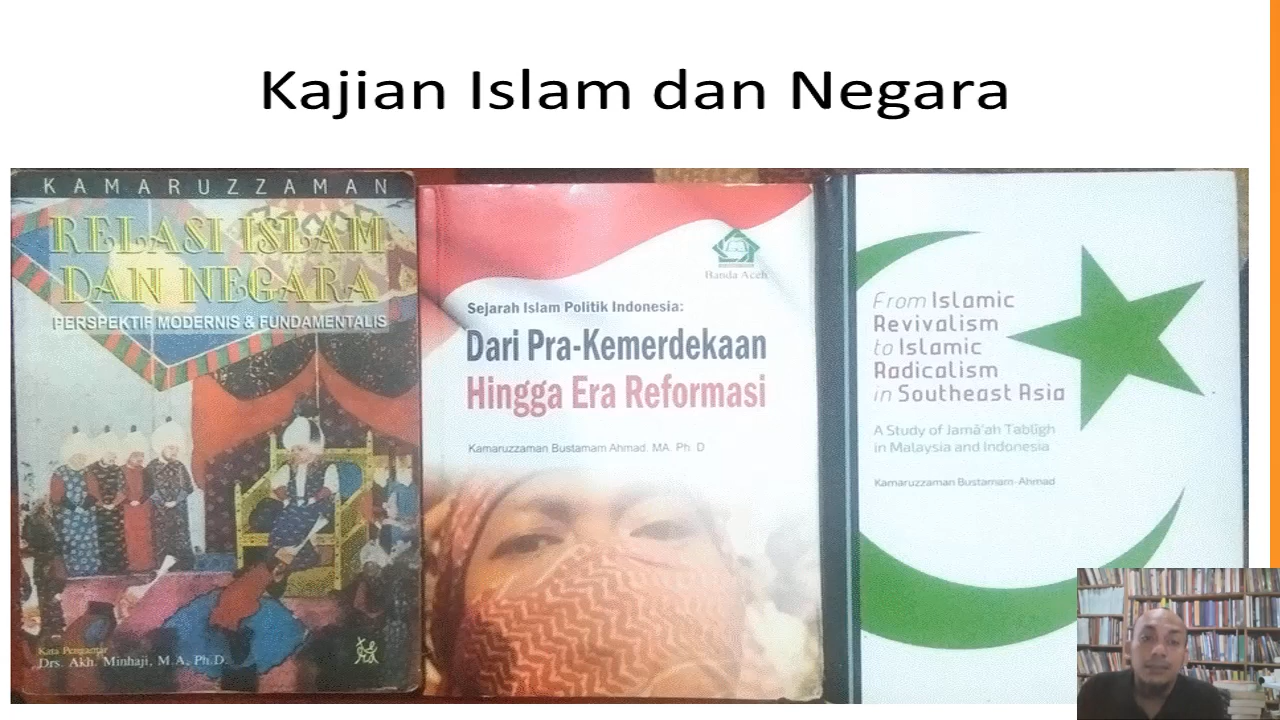 Kajian Islam dan Negara
KAMARUZZAMAN
RELASI ISLAM
DAN NEGARA
PERSPEKTIF MODERNIS & FUNDAMENTALIS
Kata Pengantar
Drs. Akh. Minhaji, M.A, Ph.D.
Banda Aceh
Sejarah Islam Politik Indonesia:
Dari Pra-Kemerdekaan
Hingga Era Reformasi
Kamaruzzaman Bustamam Ahmad. MA. Ph. D
From Islamic
Revivalism
to Islamic
Radicalism
in Southeast Asia
A Study of Jamā'ah Tablīgh
in Malaysia and Indonesia
Kamaruzzaman Bustamam-Ahmad